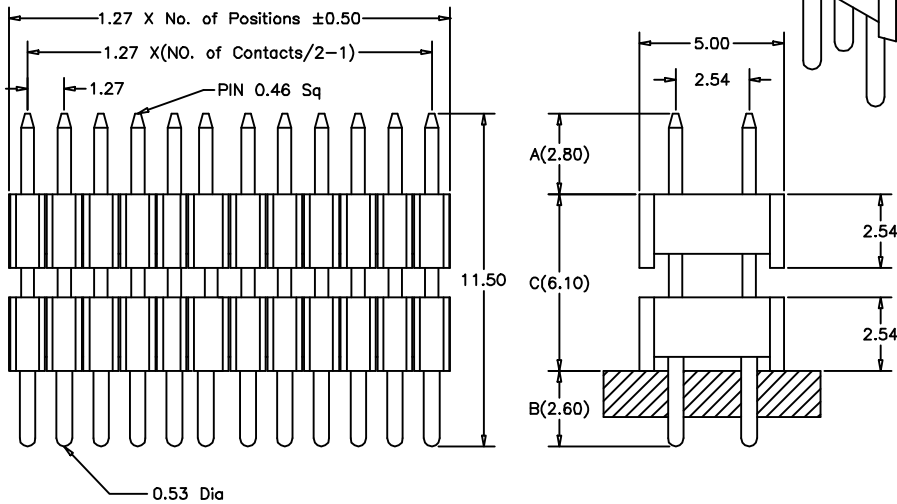 1.27 X No. of Positions ±0.50
1.27 X(NO. of Contacts/2-1)
1.27
PIN 0.46 Sq
5.00
2.54
A(2.80)
2.54
11.50
C(6.10)
2.54
B(2.60)
0.53 Dia